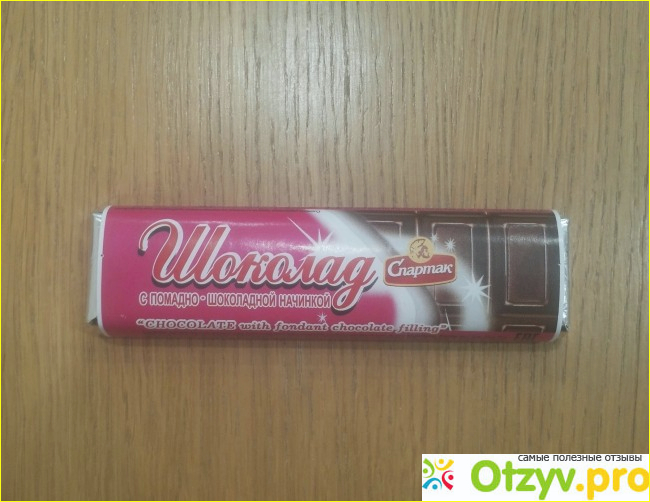 Шоколад
Спартак
С ПОМАДНО - ШОКОЛАДНОЙ НАЧИНКОЙ
"CHOCOLATE with fondant chocolate filling"
самые полезные отзывы
Otzyv.pro